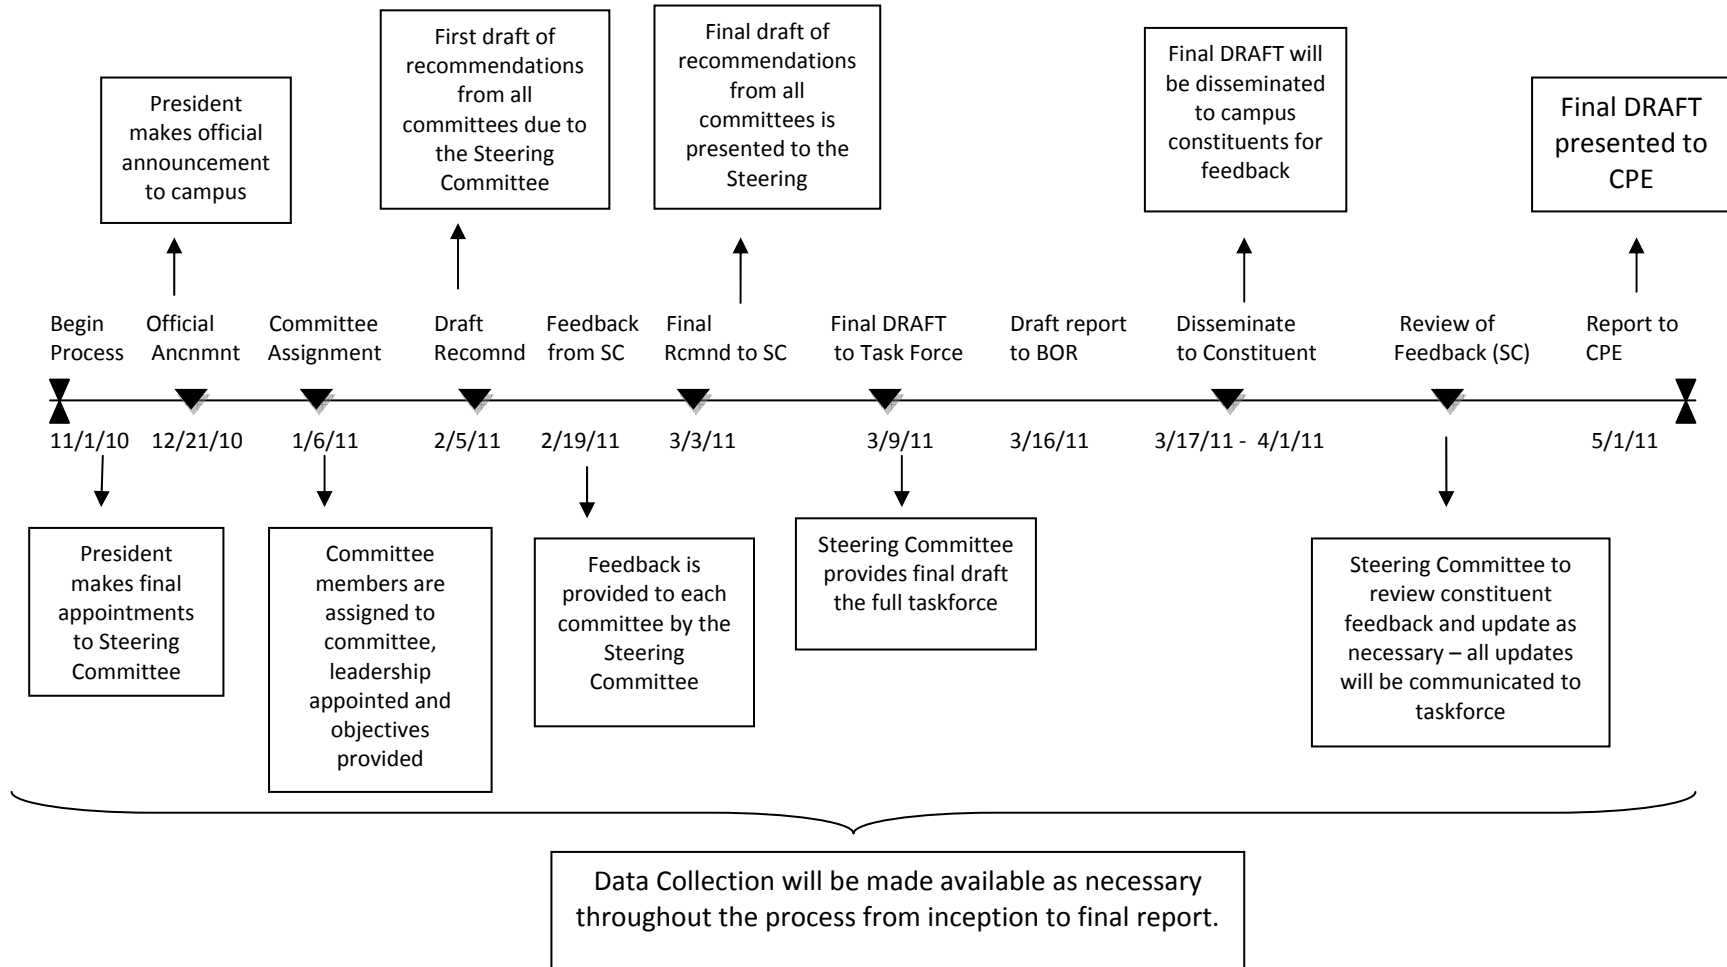 President
makes official
announcement
to campus
First draft of
recommendations
from all
committees due to
the Steering
Committee
Final draft of
recommendations
from all
committees is
presented to the
Steering
Final DRAFT will
be disseminated
to campus
constituents for
feedback
Final DRAFT
presented to
CPE
Begin
Process
Official
Ancnmnt
Committee
Assignment
Draft
Recomnd
Feedback
from SC
Final
Rcmnd to SC
Final DRAFT
to Task Force
Draft report
to BOR
Disseminate
to Constituent
Review of
Feedback (SC)
Report to
CPE
11/1/10
12/21/10
1/6/11
2/5/11
2/19/11
3/3/11
3/9/11
3/16/11
3/17/11 - 4/1/11
5/1/11
President
makes final
appointments
to Steering
Committee
Committee
members are
assigned to
committee,
leadership
appointed and
objectives
provided
Feedback is
provided to each
committee by the
Steering
Committee
Steering Committee
provides final draft
the full taskforce
Steering Committee to
review constituent
feedback and update as
necessary – all updates
will be communicated to
taskforce
Data Collection will be made available as necessary
throughout the process from inception to final report.